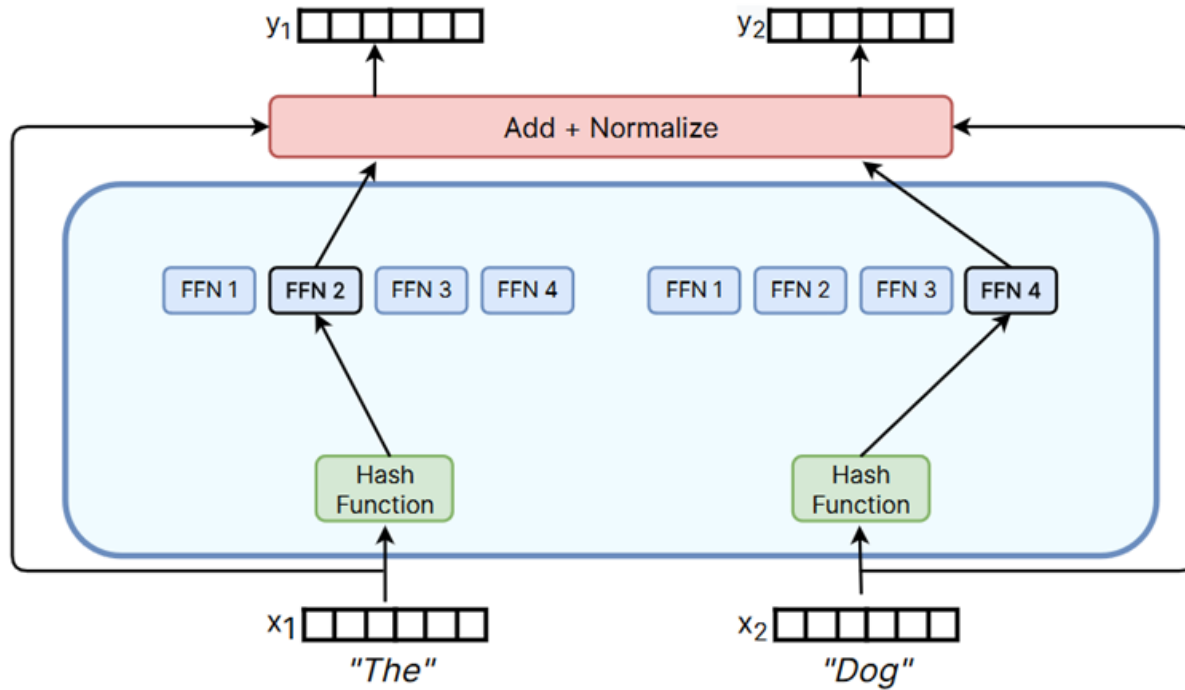 y₁ y₂
Add + Normalize
FFN 1 FFN 2 FFN 3 FFN 4 FFN 1 FFN 2 FFN 3 FFN 4
Hash Hash
Function Function
x₁ x₂
"The" "Dog"